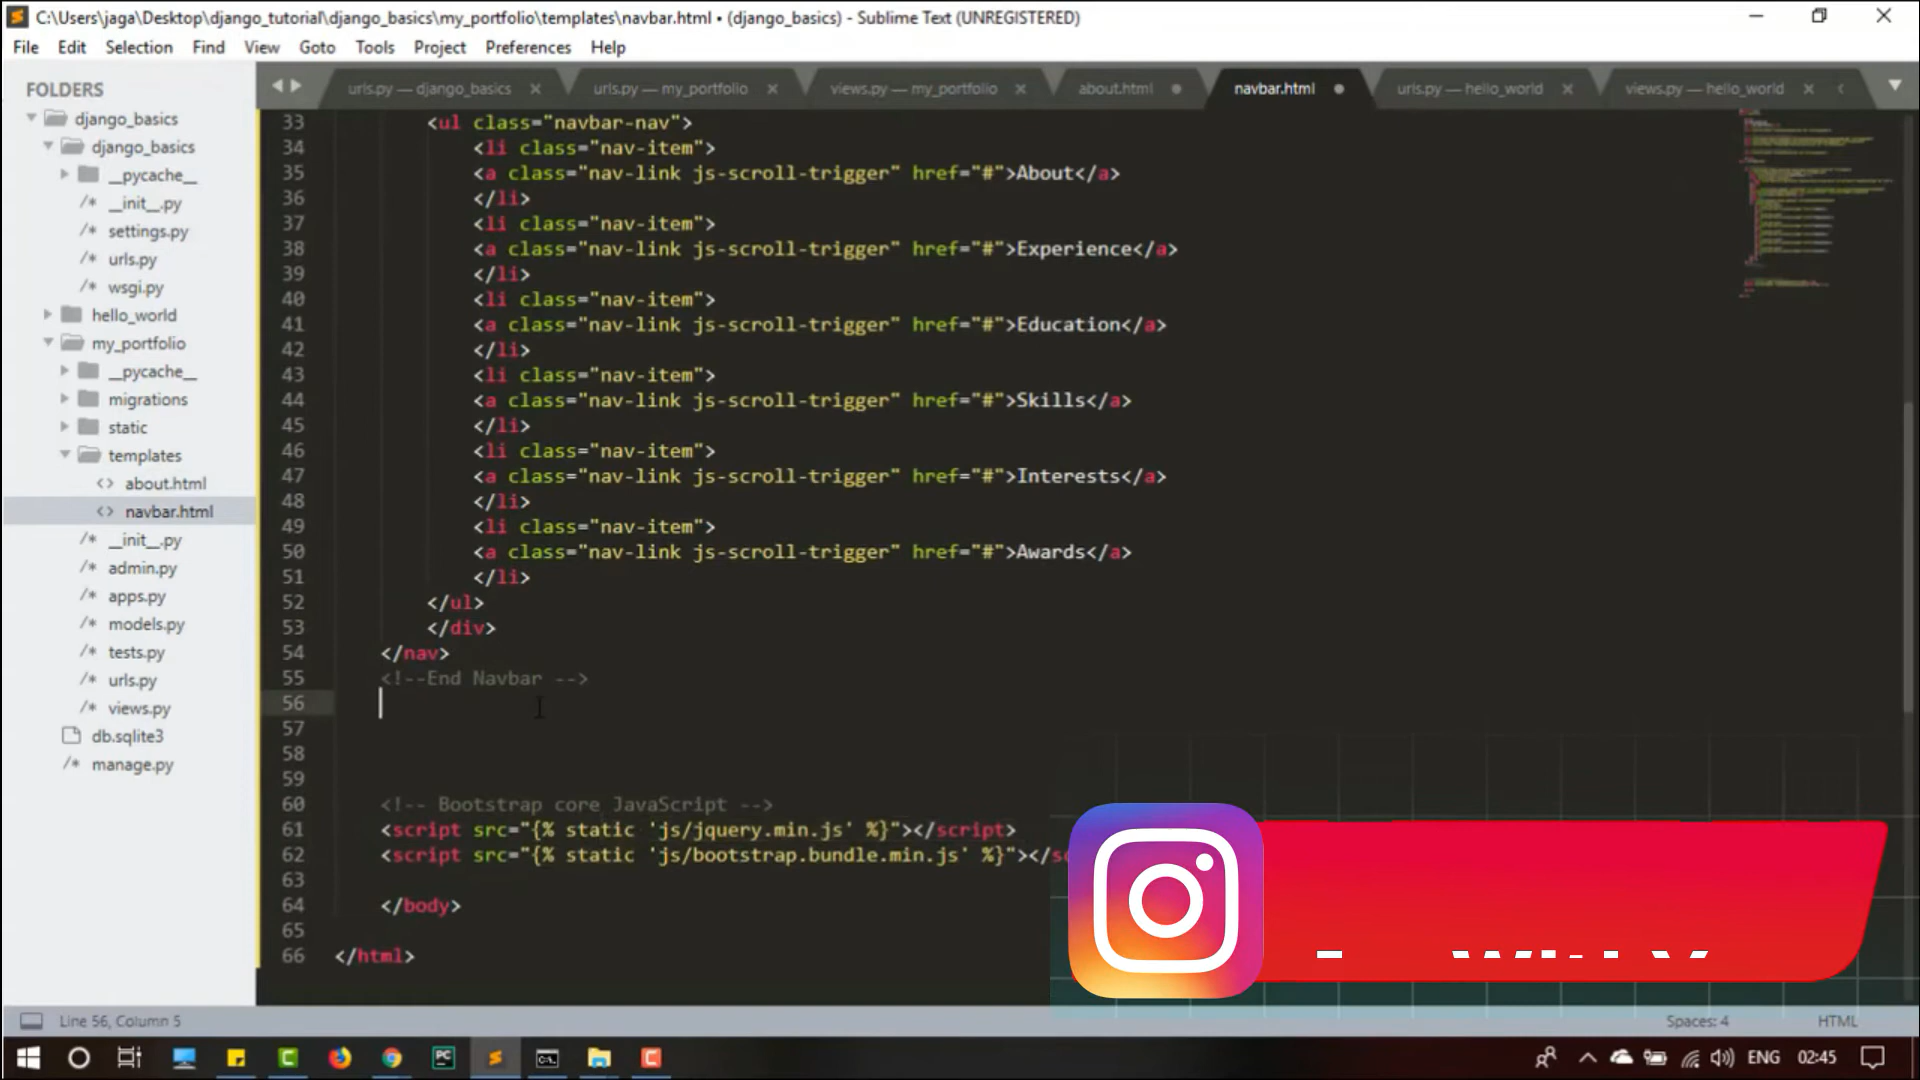 C:\Users\jaga\Desktop\django_tutorial\django_basics\my_portfolio\templates\navbar.html • (django_basics) - Sublime Text (UNREGISTERED)
File Edit Selection Find View Goto Tools Project Preferences Help
FOLDERS
django_basics
django_basics
__pycache__
/* __init__.py
/* settings.py
/* urls.py
/* wsgi.py
hello_world
my_portfolio
__pycache__
migrations
static
templates
<> about.html
<> navbar.html
/* __init__.py
/* admin.py
/* apps.py
/* models.py
/* tests.py
/* urls.py
/* views.py
db.sqlite3
/* manage.py
urls.py — django_basics urls.py — my_portfolio views.py — my_portfolio about.html navbar.html urls.py — hello_world views.py — hello_world
33 <ul class="navbar-nav">
34 <li class="nav-item">
35 <a class="nav-link js-scroll-trigger" href="#">About</a>
36 </li>
37 <li class="nav-item">
38 <a class="nav-link js-scroll-trigger" href="#">Experience</a>
39 </li>
40 <li class="nav-item">
41 <a class="nav-link js-scroll-trigger" href="#">Education</a>
42 </li>
43 <li class="nav-item">
44 <a class="nav-link js-scroll-trigger" href="#">Skills</a>
45 </li>
46 <li class="nav-item">
47 <a class="nav-link js-scroll-trigger" href="#">Interests</a>
48 </li>
49 <li class="nav-item">
50 <a class="nav-link js-scroll-trigger" href="#">Awards</a>
51 </li>
52 </ul>
53 </div>
54 </nav>
55 <!--End Navbar -->
56
57
58
59
60 <!-- Bootstrap core JavaScript -->
61 <script src="{% static 'js/jquery.min.js' %}"></script>
62 <script src="{% static 'js/bootstrap.bundle.min.js' %}"></
63
64 </body>
65
66 </html>
Line 56, Column 5
Spaces: 4 HTML
ENG 02:45